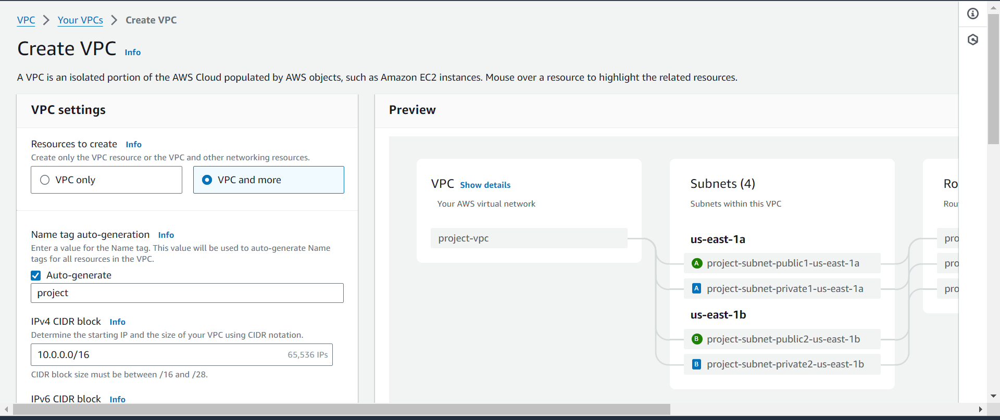 VPC > Your VPCs > Create VPC
Create VPC Info
A VPC is an isolated portion of the AWS Cloud populated by AWS objects, such as Amazon EC2 instances. Mouse over a resource to highlight the related resources.
VPC settings
Resources to create Info
Create only the VPC resource or the VPC and other networking resources.
VPC only
VPC and more
Name tag auto-generation Info
Enter a value for the Name tag. This value will be used to auto-generate Name
tags for all resources in the VPC.
Auto-generate
project
IPv4 CIDR block Info
Determine the starting IP and the size of your VPC using CIDR notation.
10.0.0.0/16 65,536 IPs
CIDR block size must be between /16 and /28.
IPv6 CIDR block Info
Preview
VPC Show details
Your AWS virtual network
project-vpc
Subnets (4)
Subnets within this VPC
us-east-1a
A project-subnet-public1-us-east-1a
A project-subnet-private1-us-east-1a
us-east-1b
B project-subnet-public2-us-east-1b
B project-subnet-private2-us-east-1b
Ro
Rou
pro
pro
pro